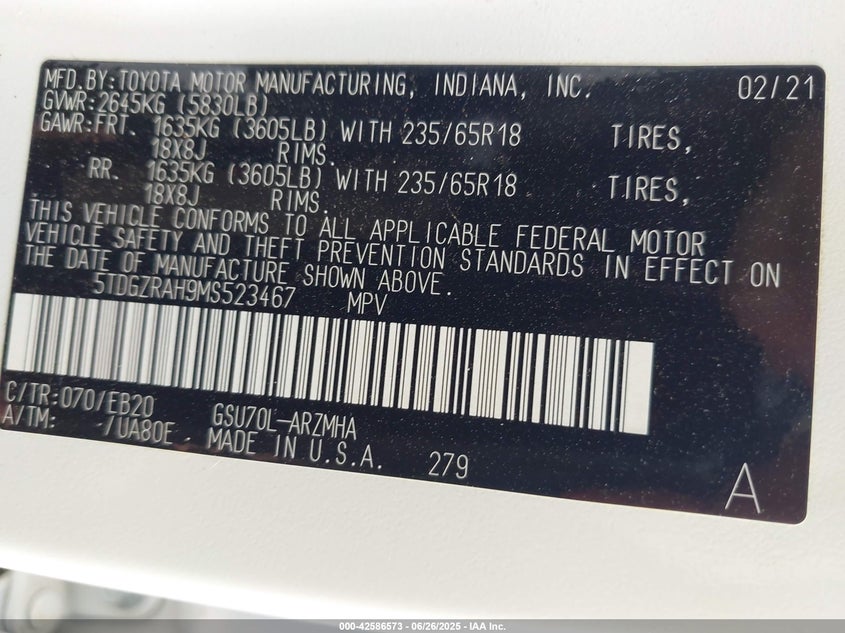 MFD.BY:TOYOTA MOTOR MANUFACTURING, INDIANA, INC. 02/21
GVWR:2645KG (5830LB)
GAWR:FRT. 1635KG (3605LB) WITH 235/65R18 TIRES,
18X8J RIMS.
RR. 1635KG (3605LB) WITH 235/65R18 TIRES,
18X8J RIMS.
THIS VEHICLE CONFORMS TO ALL APPLICABLE FEDERAL MOTOR
VEHICLE SAFETY AND THEFT PREVENTION STANDARDS IN EFFECT ON
THE DATE OF MANUFACTURE SHOWN ABOVE.
5TDGZRAH9MS523467 MPV
C/TR:070/EB20 GSU70L-ARZMHA
A/TM: /UA80E MADE IN U.S.A. 279 A
000-42586573 / 06/26/2025 - IAA Inc.